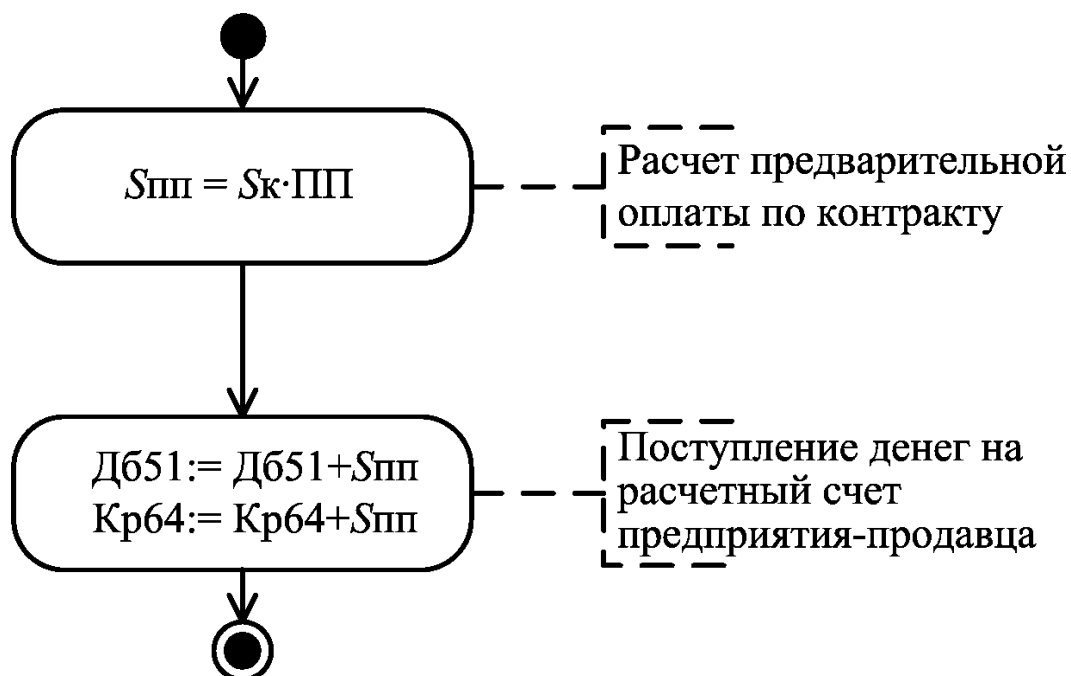 Sпп = Sк·ПП
Расчет предварительной
оплаты по контракту
Дб51:= Дб51+Sпп
Кр64:= Кр64+Sпп
Поступление денег на
расчетный счет
предприятия-продавца